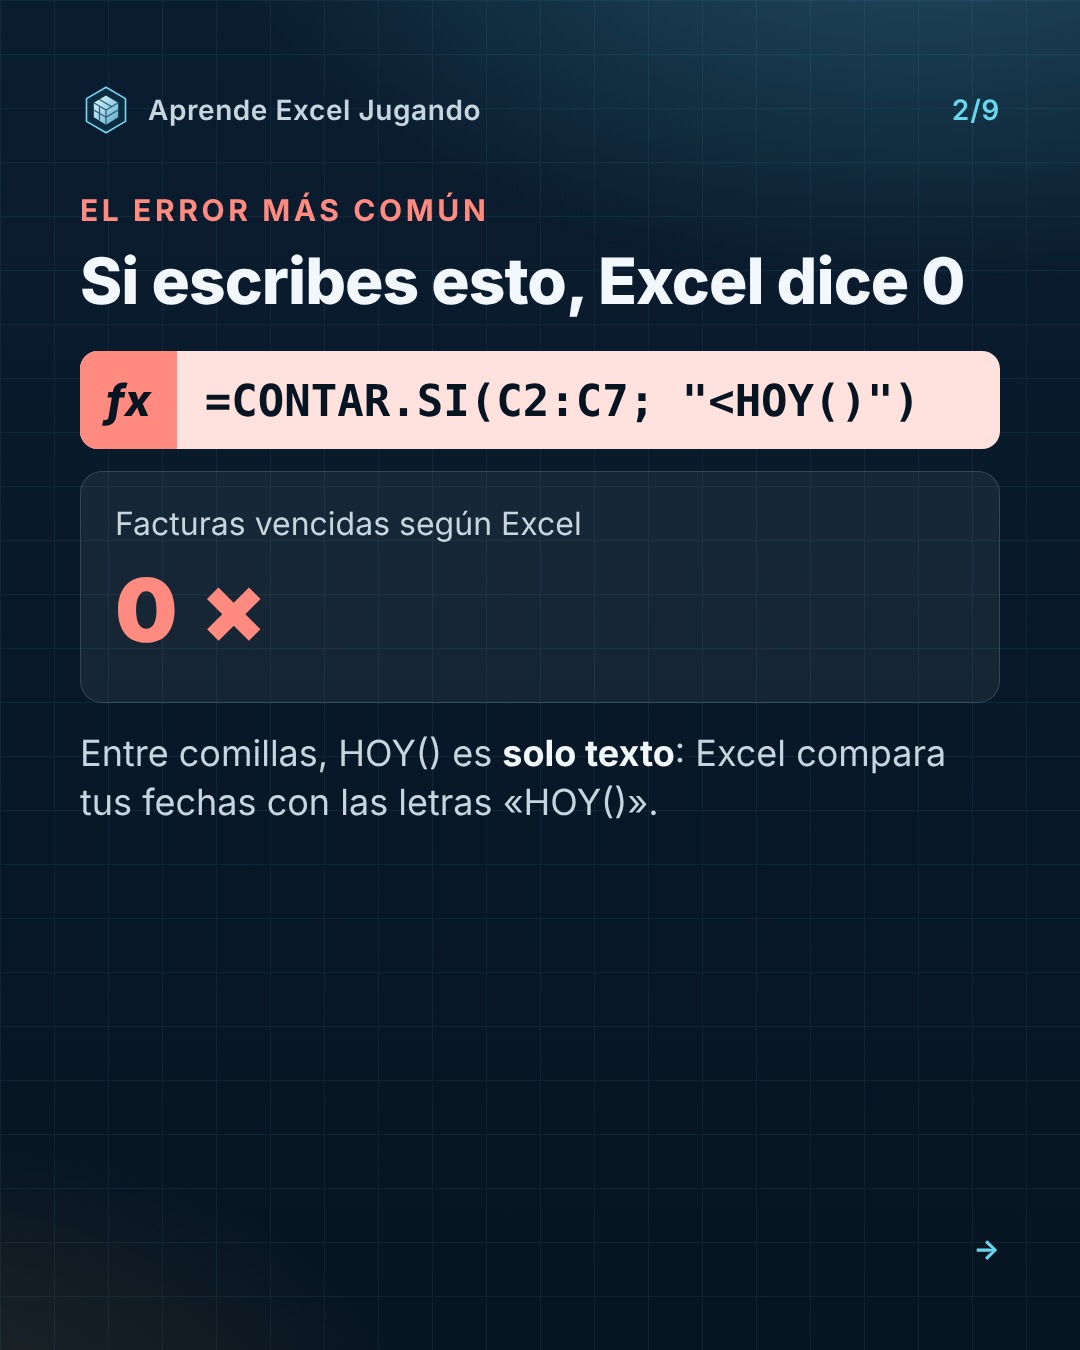 Aprende Excel Jugando
2/9
EL ERROR MÁS COMÚN
Si escribes esto, Excel dice 0
fx =CONTAR.SI(C2:C7; "<HOY()")
Facturas vencidas según Excel
0 ✖
Entre comillas, HOY() es solo texto: Excel compara
tus fechas con las letras «HOY()».
→